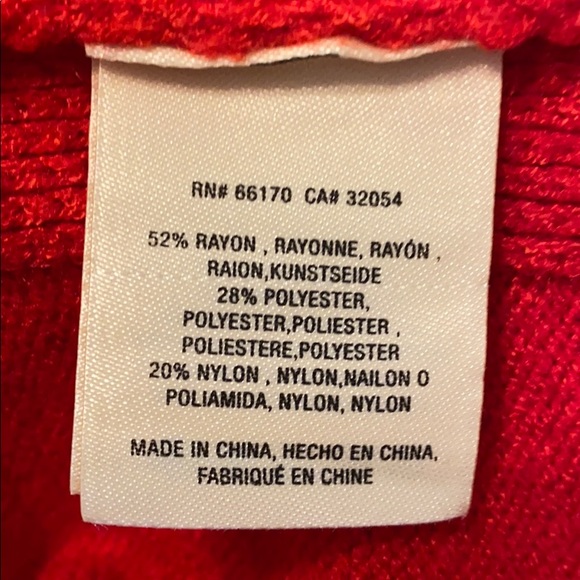 RN# 66170 CA# 32054
52% RAYON , RAYONNE, RAYÓN ,
RAION,KUNSTSEIDE
28% POLYESTER,
POLYESTER,POLIESTER ,
POLIESTERE,POLYESTER
20% NYLON , NYLON,NAILON O
POLIAMIDA, NYLON, NYLON
MADE IN CHINA, HECHO EN CHINA,
FABRIQUÉ EN CHINE